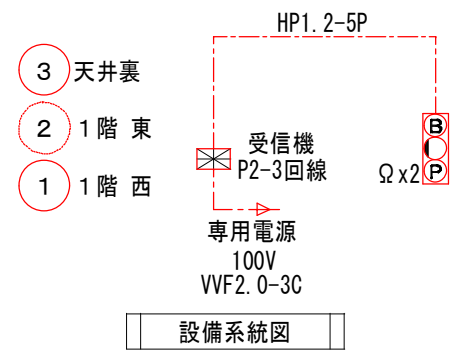 HP1.2-5P
3 天井裏
2 1階 東
1 1階 西
受信機
P2-3回線
B
P
Ωx2
専用電源
100V
VVF2.0-3C
設備系統図